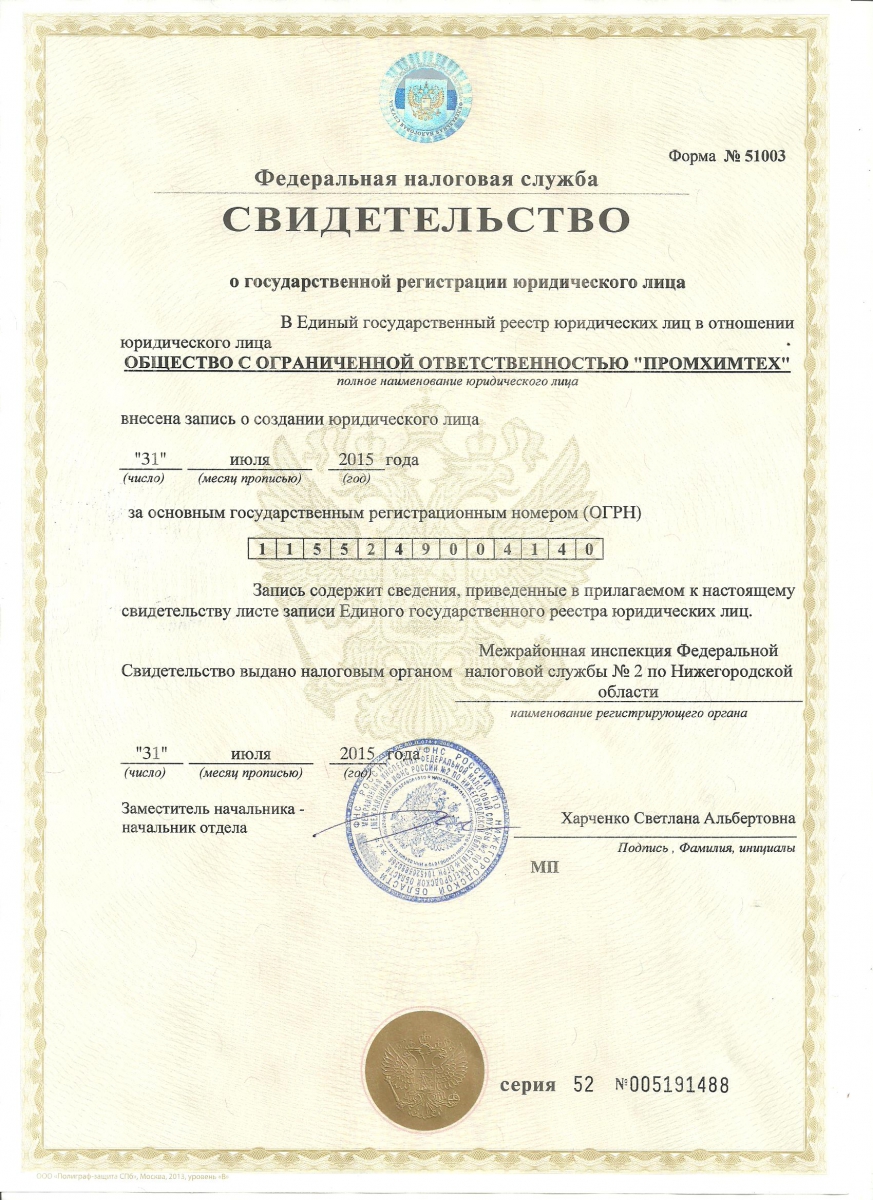 Форма № 51003
Федеральная налоговая служба
СВИДЕТЕЛЬСТВО
о государственной регистрации юридического лица
В Единый государственный реестр юридических лиц в отношении
юридического лица
ОБЩЕСТВО С ОГРАНИЧЕННОЙ ОТВЕТСТВЕННОСТЬЮ "ПРОМХИМТЕХ"
полное наименование юридического лица
внесена запись о создании юридического лица
"31" июля 2015 года
(число) (месяц прописью) (год)
за основным государственным регистрационным номером (ОГРН)
1 1 5 5 2 4 9 0 0 4 1 4 0
Запись содержит сведения, приведенные в прилагаемом к настоящему
свидетельству листе записи Единого государственного реестра юридических лиц.
Межрайонная инспекция Федеральной
Свидетельство выдано налоговым органом налоговой службы № 2 по Нижегородской
области
наименование регистрирующего органа
"31" июля 2015 года
(число) (месяц прописью) (год)
Заместитель начальника -
начальник отдела
Харченко Светлана Альбертовна
Подпись , Фамилия, инициалы
МП
серия 52 №005191488
ООО «Полиграф-защита СПб», Москва, 2013, уровень «В»